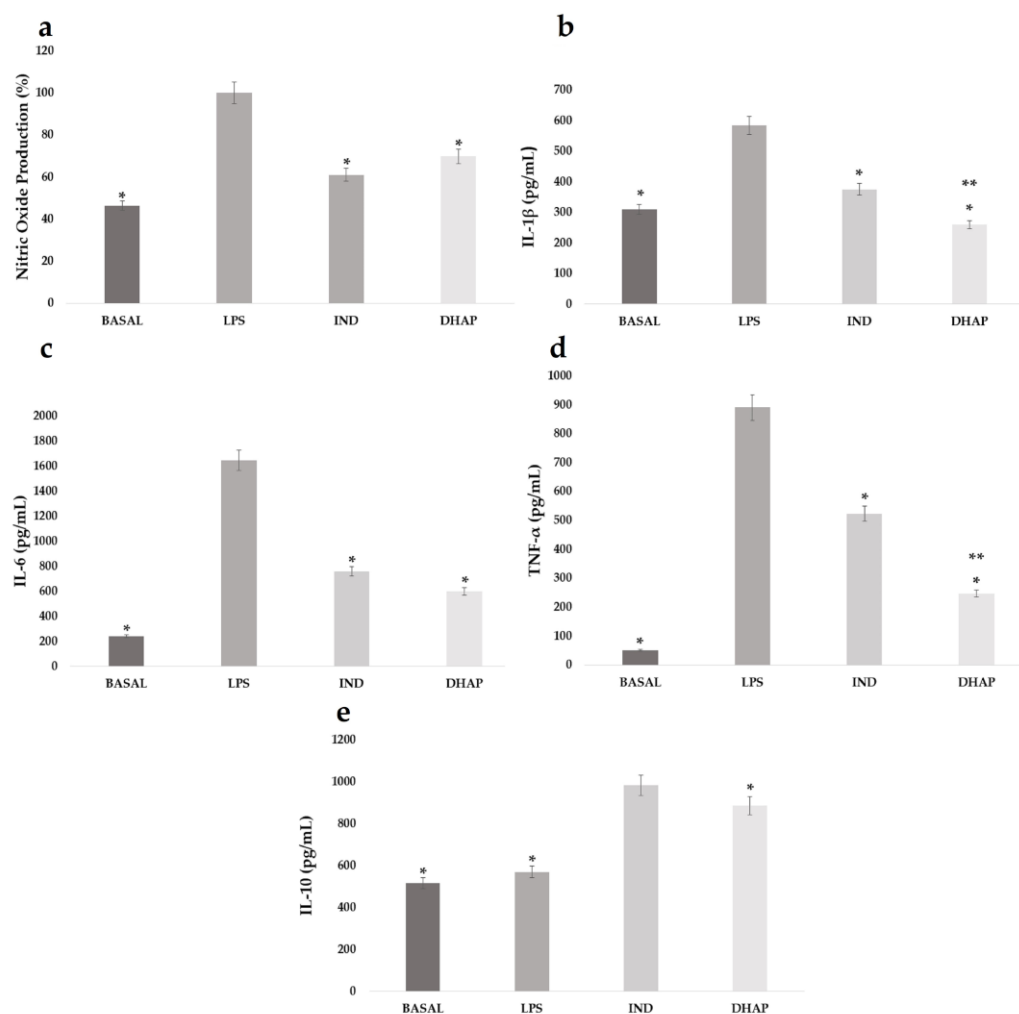 a
Nitric Oxide Production (%)
120
100
80
60
40
20
0
*
*
*
BASAL
LPS
IND
DHAP
b
IL-1β (pg/mL)
700
600
500
400
300
200
100
0
*
*
**
*
BASAL
LPS
IND
DHAP
c
IL-6 (pg/mL)
2000
1800
1600
1400
1200
1000
800
600
400
200
0
*
*
*
BASAL
LPS
IND
DHAP
d
TNF-α (pg/mL)
1000
900
800
700
600
500
400
300
200
100
0
*
*
**
*
BASAL
LPS
IND
DHAP
e
IL-10 (pg/mL)
1200
1000
800
600
400
200
0
*
*
*
BASAL
LPS
IND
DHAP